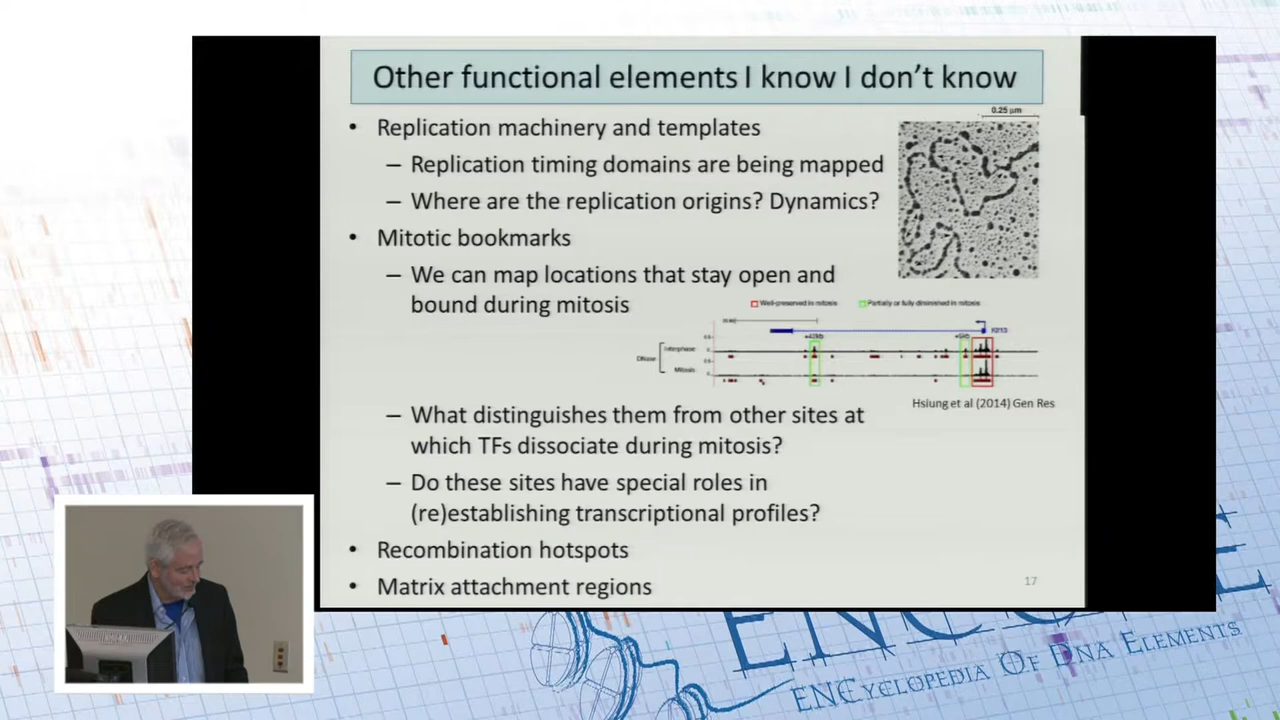 Other functional elements I know I don't know
0.25 µm
• Replication machinery and templates
– Replication timing domains are being mapped
– Where are the replication origins? Dynamics?
• Mitotic bookmarks
– We can map locations that stay open and
bound during mitosis
Well-preserved in mitosis
Partially or fully diminished in mitosis
Interphase
DNase
Mitosis
Hsiung et al (2014) Gen Res
– What distinguishes them from other sites at
which TFs dissociate during mitosis?
– Do these sites have special roles in
(re)establishing transcriptional profiles?
• Recombination hotspots
• Matrix attachment regions
17
ENCYCLOPEDIA OF DNA ELEMENTS